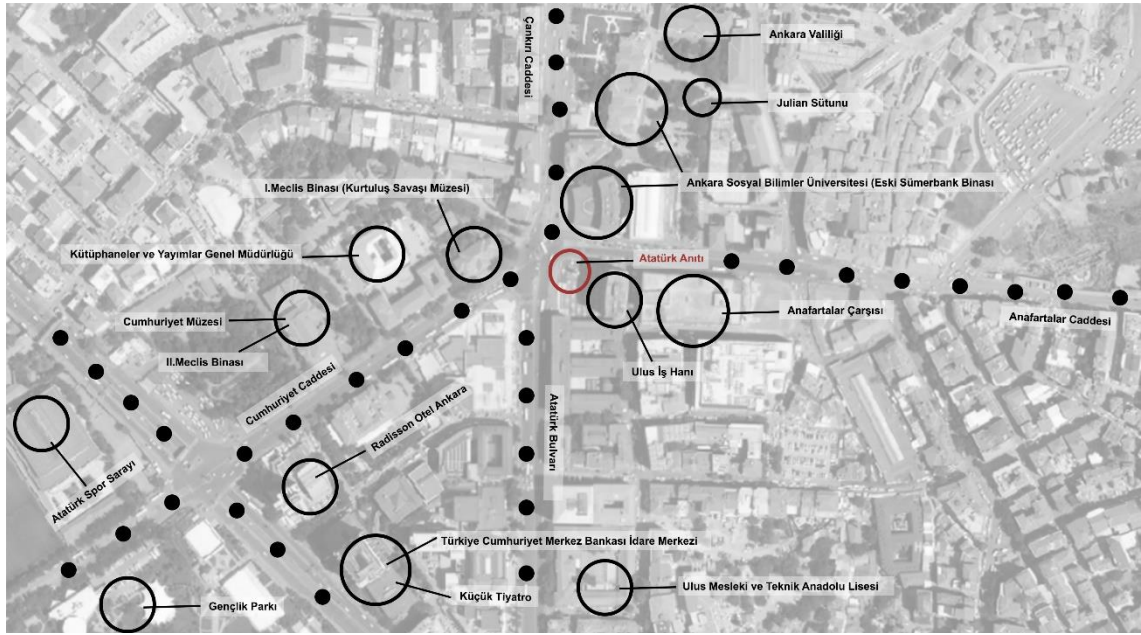 Çankırı Caddesi
Ankara Valiliği
Julian Sütunu
I.Meclis Binası (Kurtuluş Savaşı Müzesi)
Ankara Sosyal Bilimler Üniversitesi (Eski Sümerbank Binası
Kütüphaneler ve Yayımlar Genel Müdürlüğü
Atatürk Anıtı
Cumhuriyet Müzesi
Anafartalar Çarşısı
Anafartalar Caddesi
II.Meclis Binası
Ulus İş Hanı
Cumhuriyet Caddesi
Radisson Otel Ankara
Atatürk Bulvarı
Atatürk Spor Sarayı
Türkiye Cumhuriyet Merkez Bankası İdare Merkezi
Ulus Mesleki ve Teknik Anadolu Lisesi
Küçük Tiyatro
Gençlik Parkı